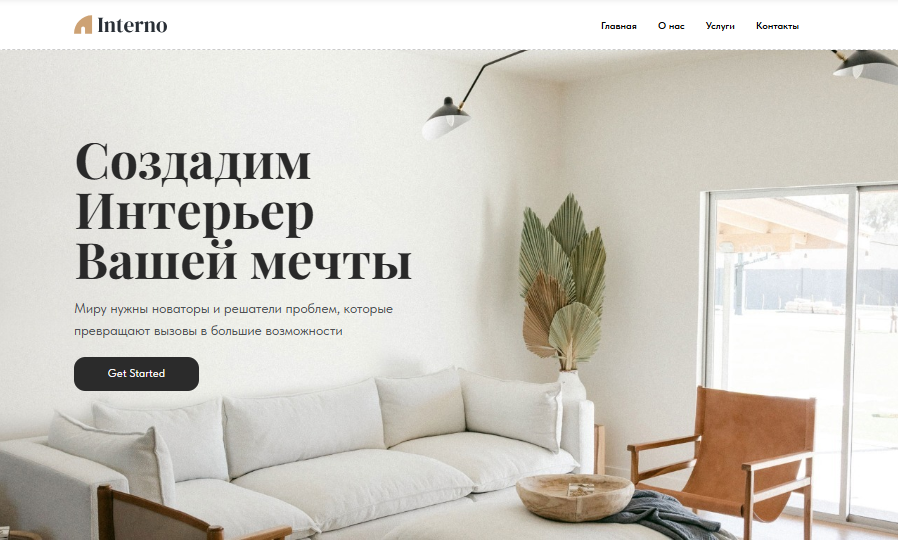 Interno
Главная О нас Услуги Контакты
Создадим
Интерьер
Вашей мечты
Миру нужны новаторы и решатели проблем, которые
превращают вызовы в большие возможности
Get Started